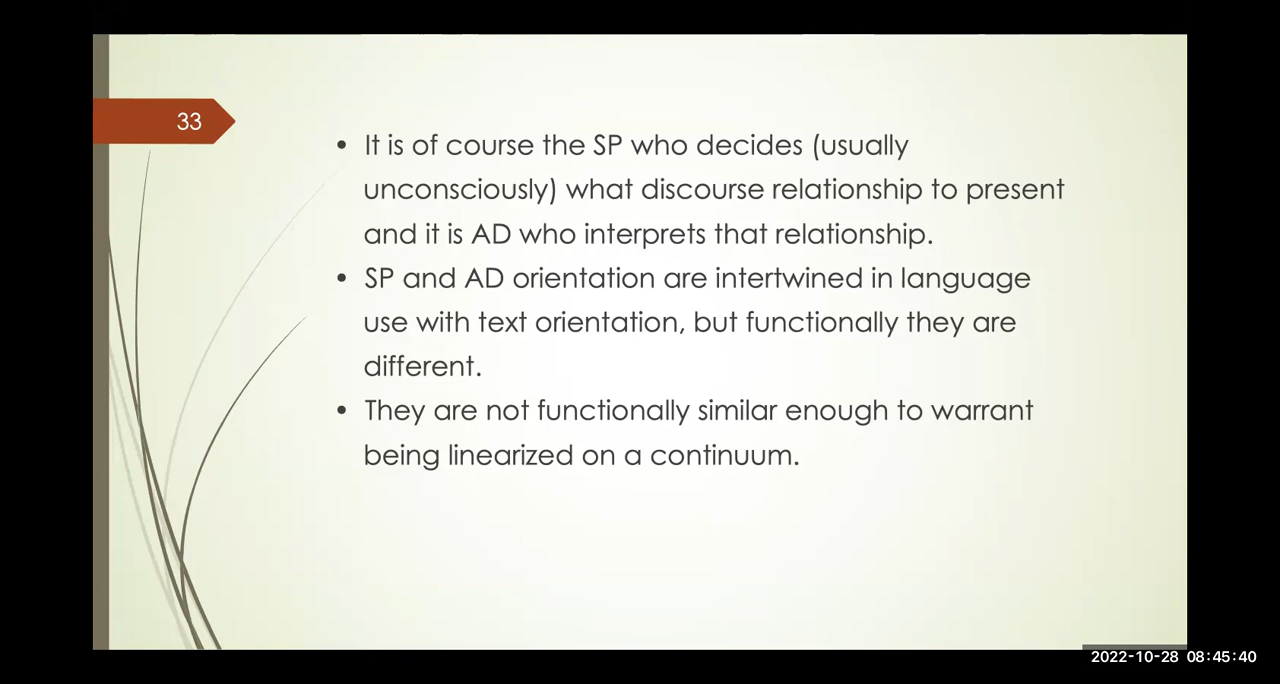 33
• It is of course the SP who decides (usually
unconsciously) what discourse relationship to present
and it is AD who interprets that relationship.
• SP and AD orientation are intertwined in language
use with text orientation, but functionally they are
different.
• They are not functionally similar enough to warrant
being linearized on a continuum.
2022-10-28 08:45:40